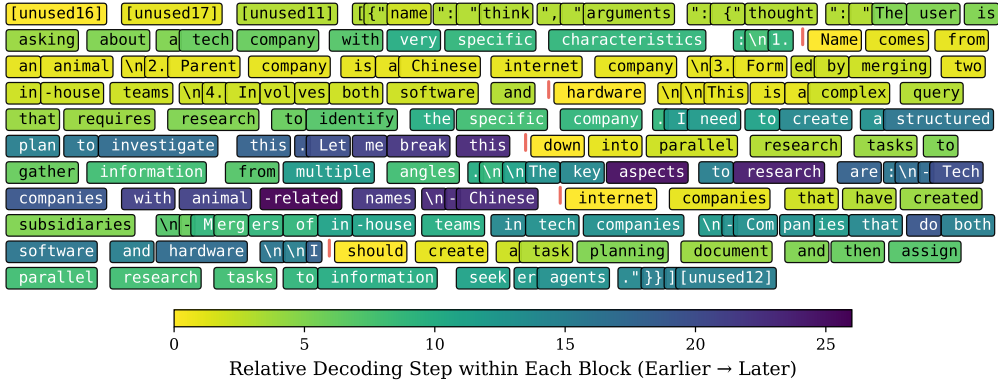 [unused16] [unused17] [unused11] [{"name": "think", "arguments": {"thought": "The user is
asking about a tech company with very specific characteristics :\n1. Name comes from
an animal \n2. Parent company is a Chinese internet company \n3. Formed by merging two
in-house teams \n4. Involves both software and hardware \n\nThis is a complex query
that requires research to identify the specific company . I need to create a structured
plan to investigate this . Let me break this down into parallel research tasks to
gather information from multiple angles .\n\nThe key aspects to research are:\n- Tech
companies with animal -related names \n- Chinese internet companies that have created
subsidiaries \n- Mergers of in-house teams in tech companies \n- Companies that do both
software and hardware \n\nI should create a task planning document and then assign
parallel research tasks to information seeker agents ."}}][unused12]
0 5 10 15 20 25
Relative Decoding Step within Each Block (Earlier → Later)